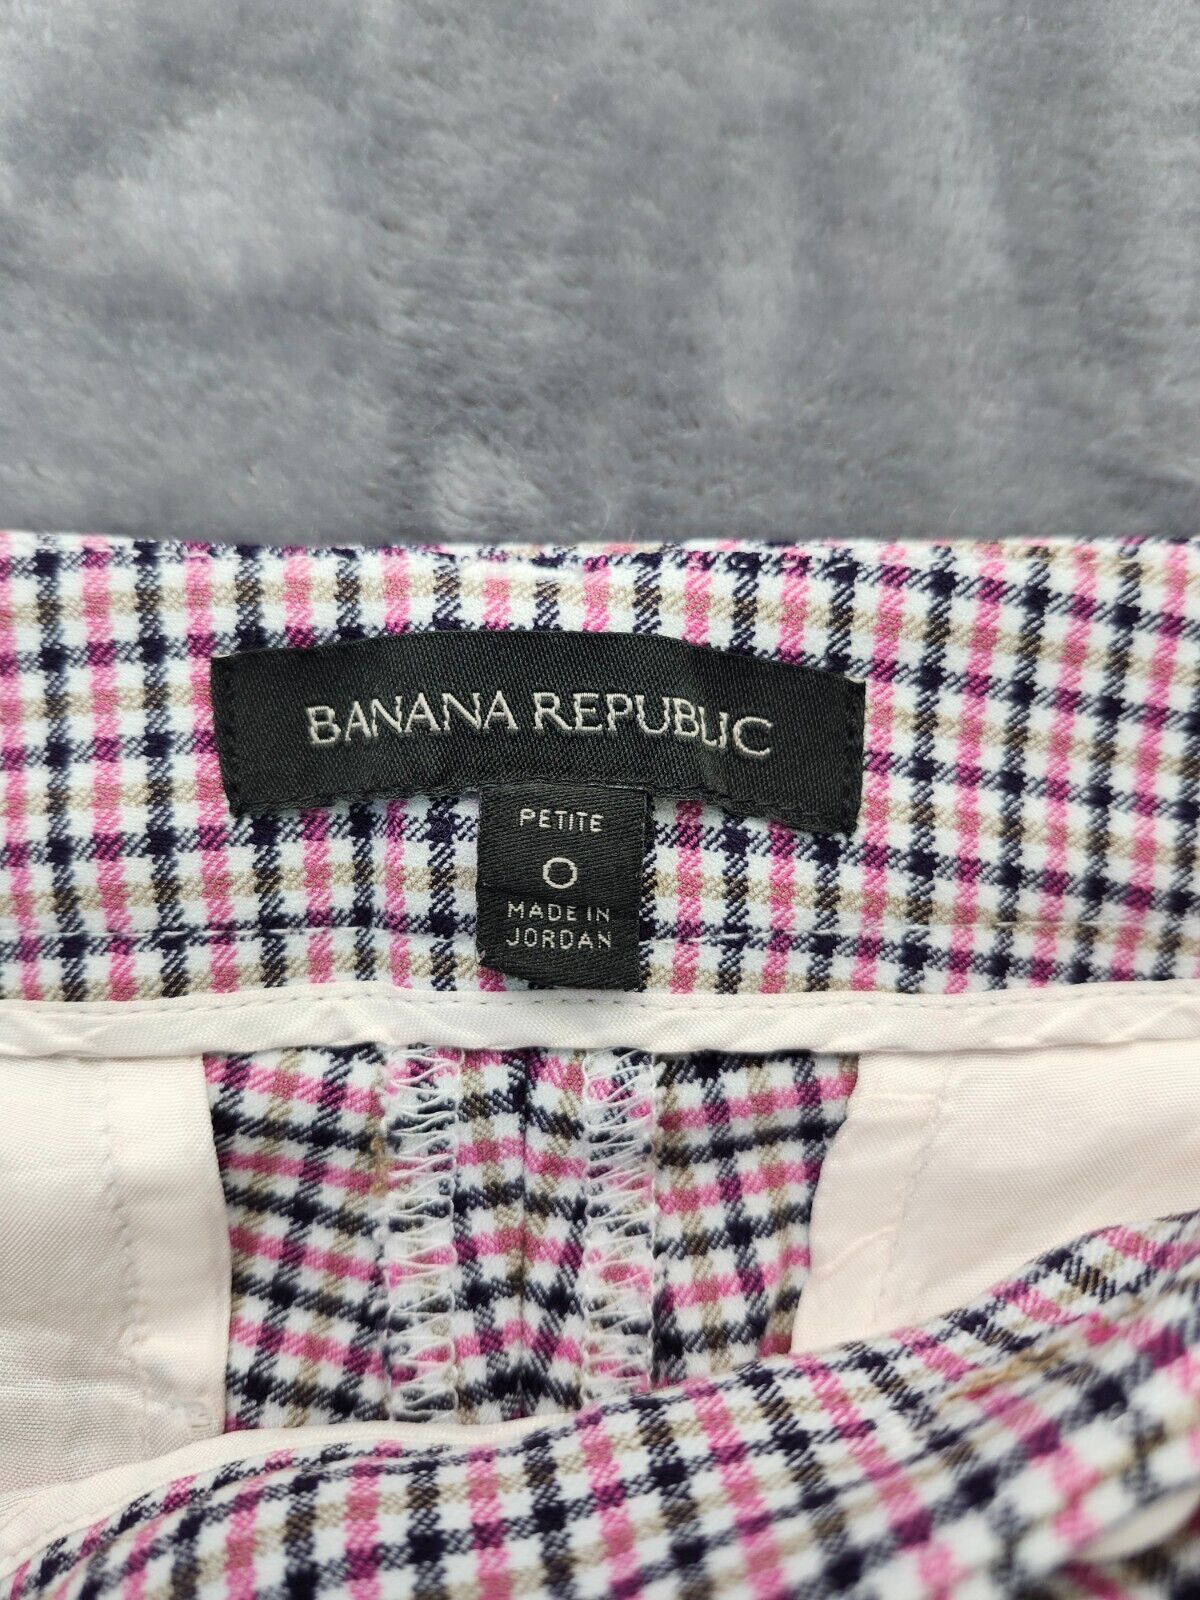 BANANA REPUBLIC
PETITE
0
MADE IN
JORDAN